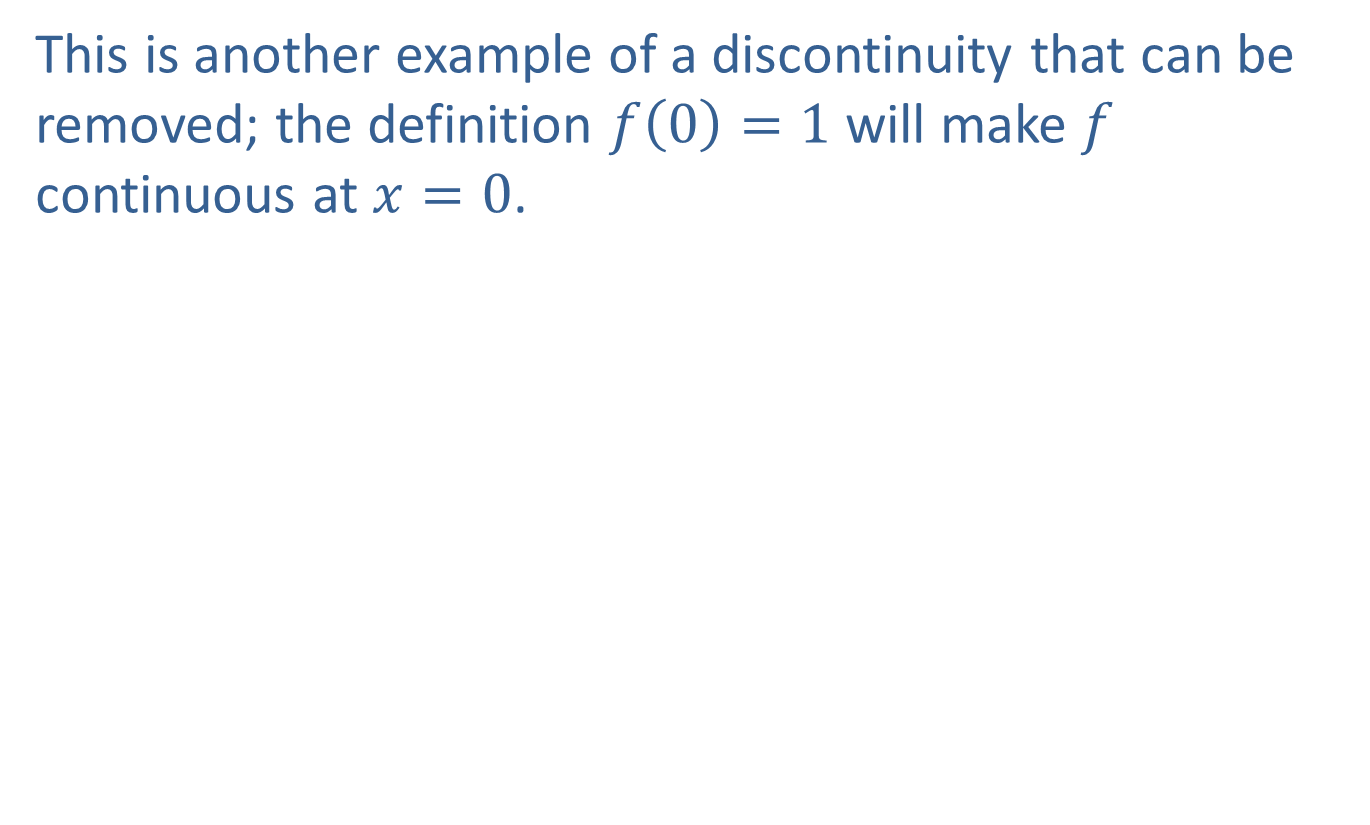 This is another example of a discontinuity that can be
removed; the definition f(0) = 1 will make f
continuous at x = 0.